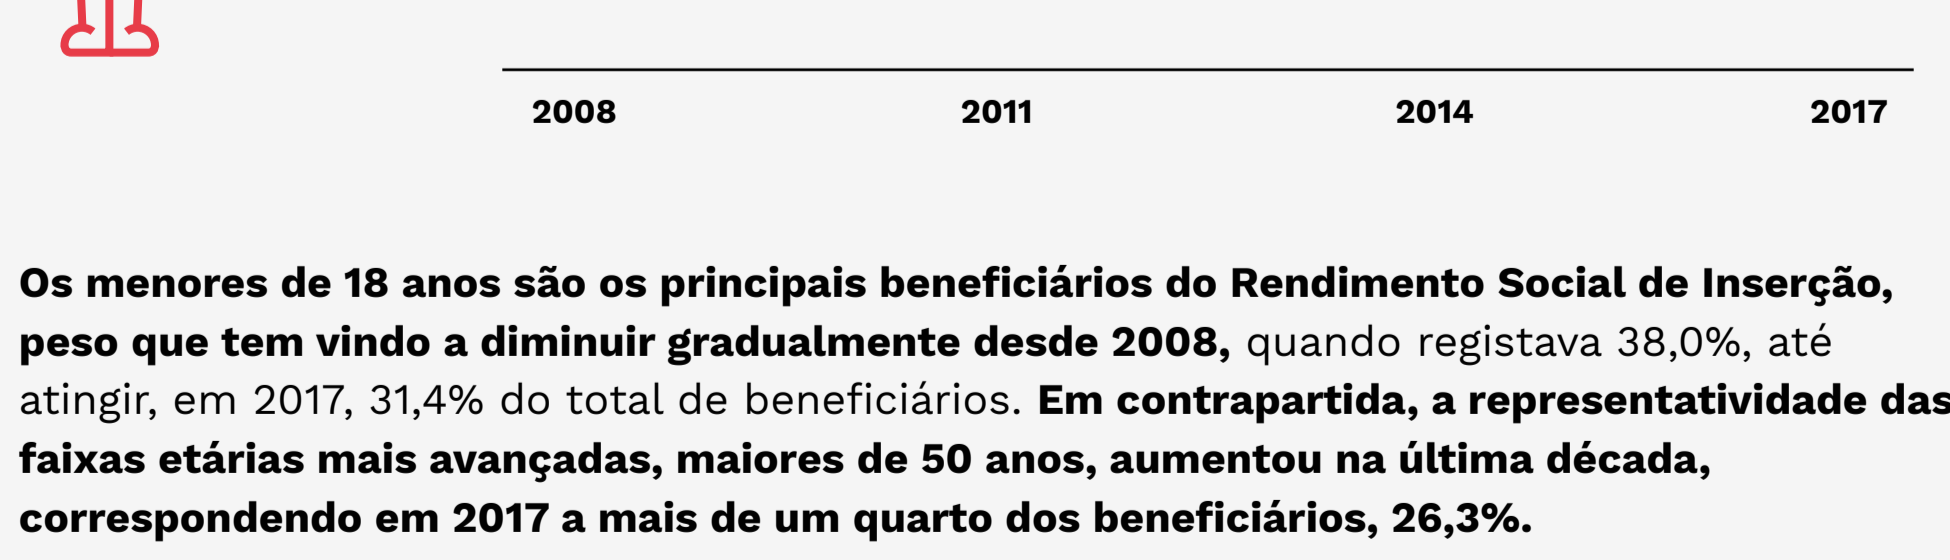 2008 2011 2014 2017
Os menores de 18 anos são os principais beneficiários do Rendimento Social de Inserção,
peso que tem vindo a diminuir gradualmente desde 2008, quando registava 38,0%, até
atingir, em 2017, 31,4% do total de beneficiários. Em contrapartida, a representatividade das
faixas etárias mais avançadas, maiores de 50 anos, aumentou na última década,
correspondendo em 2017 a mais de um quarto dos beneficiários, 26,3%.